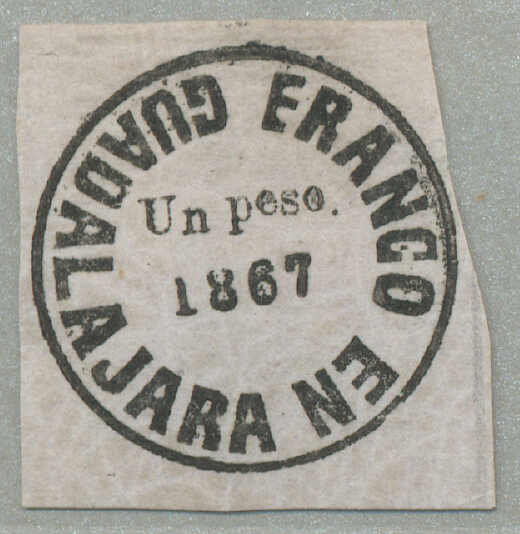 ERANCO EN GUADALAJARA
Un peso.
1867